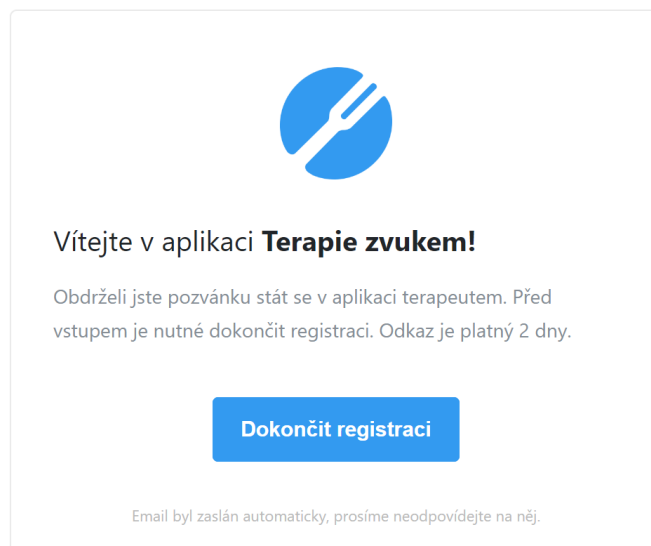 Vítejte v aplikaci Terapie zvukem!
Obdrželi jste pozvánku stát se v aplikaci terapeutem. Před
vstupem je nutné dokončit registraci. Odkaz je platný 2 dny.
Dokončit registraci
Email byl zaslán automaticky, prosíme neodpovídejte na něj.